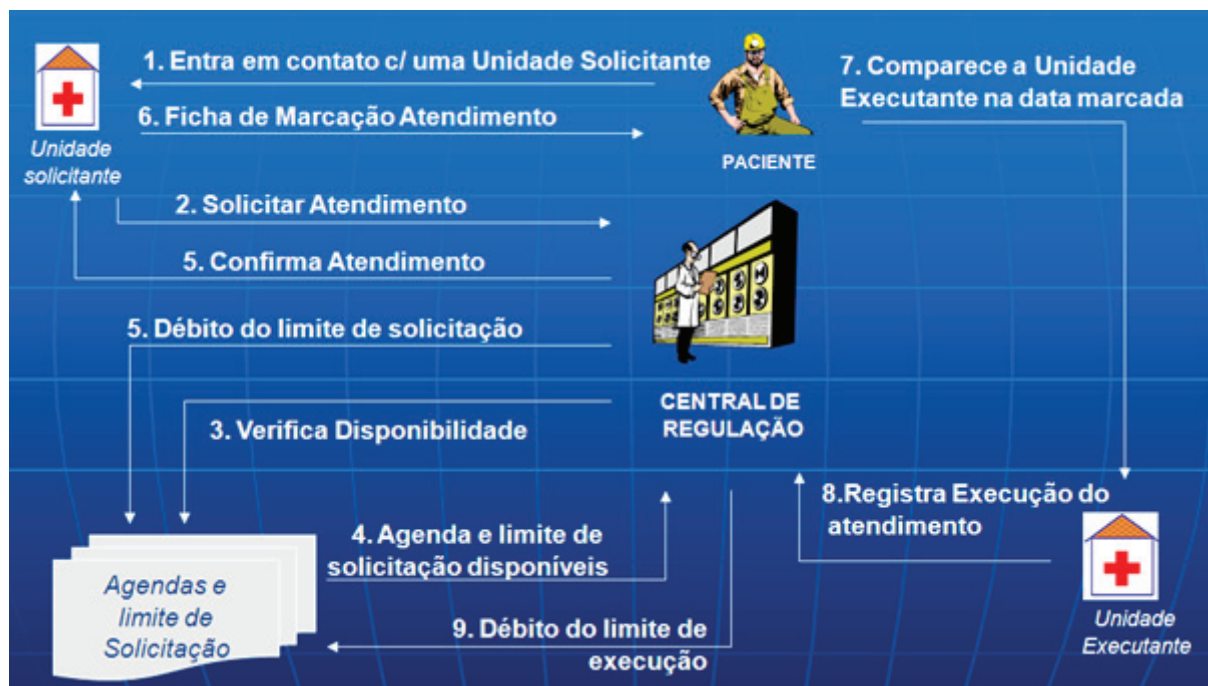 1. Entra em contato c/ uma Unidade Solicitante
6. Ficha de Marcação Atendimento
Unidade
solicitante
PACIENTE
7. Comparece a Unidade
Executante na data marcada
2. Solicitar Atendimento
5. Confirma Atendimento
5. Débito do limite de solicitação
3. Verifica Disponibilidade
CENTRAL DE
REGULAÇÃO
4. Agenda e limite de
solicitação disponíveis
8.Registra Execução do
atendimento
Agendas e
limite de
Solicitação
9. Débito do limite de
execução
Unidade
Executante